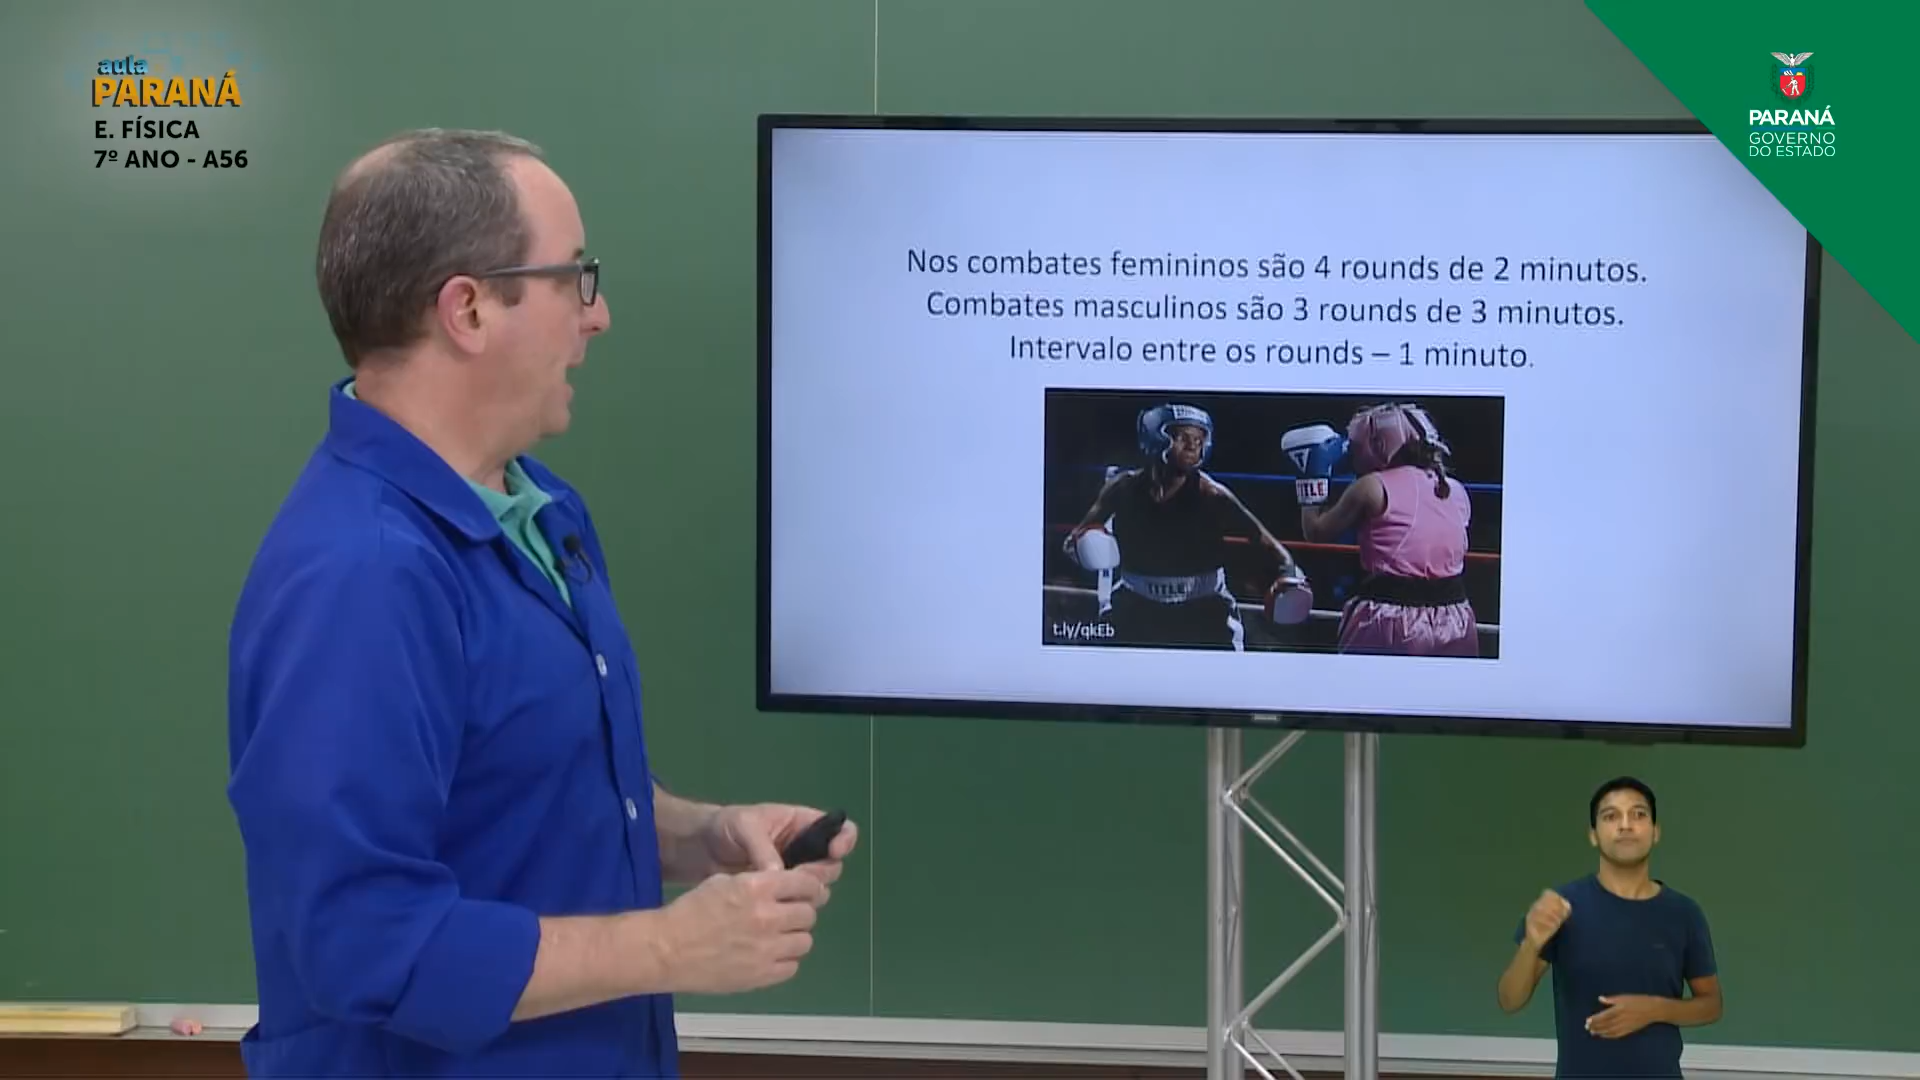 aula
PARANÁ
E. FÍSICA
7º ANO - A56
PARANÁ
GOVERNO
DO ESTADO
Nos combates femininos são 4 rounds de 2 minutos.
Combates masculinos são 3 rounds de 3 minutos.
Intervalo entre os rounds – 1 minuto.
TITLE
TITLE
t.ly/qkEb